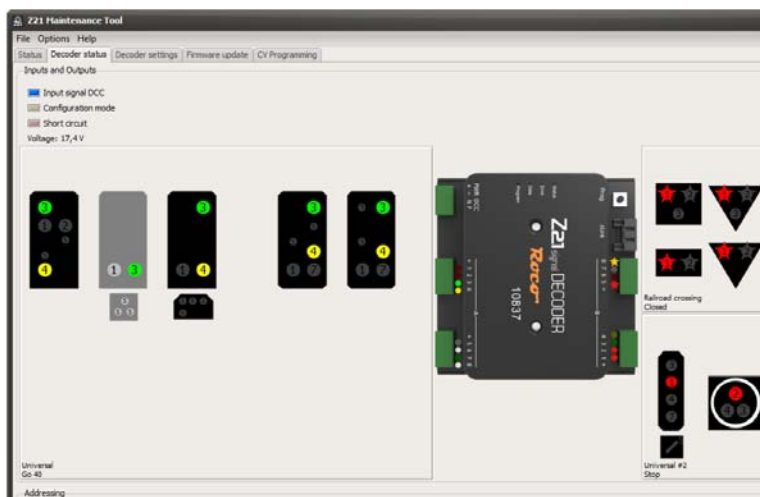 Z21 Maintenance Tool
File Options Help
Status Decoder status Decoder settings Firmware update CV Programming
Inputs and Outputs
Input signal DCC
Configuration mode
Short circuit
Voltage: 17,4 V
Z21 signal DECODER
Roco
10837
Railroad crossing
Closed
Universal
Go 40
Universal #2
Stop
Addressing